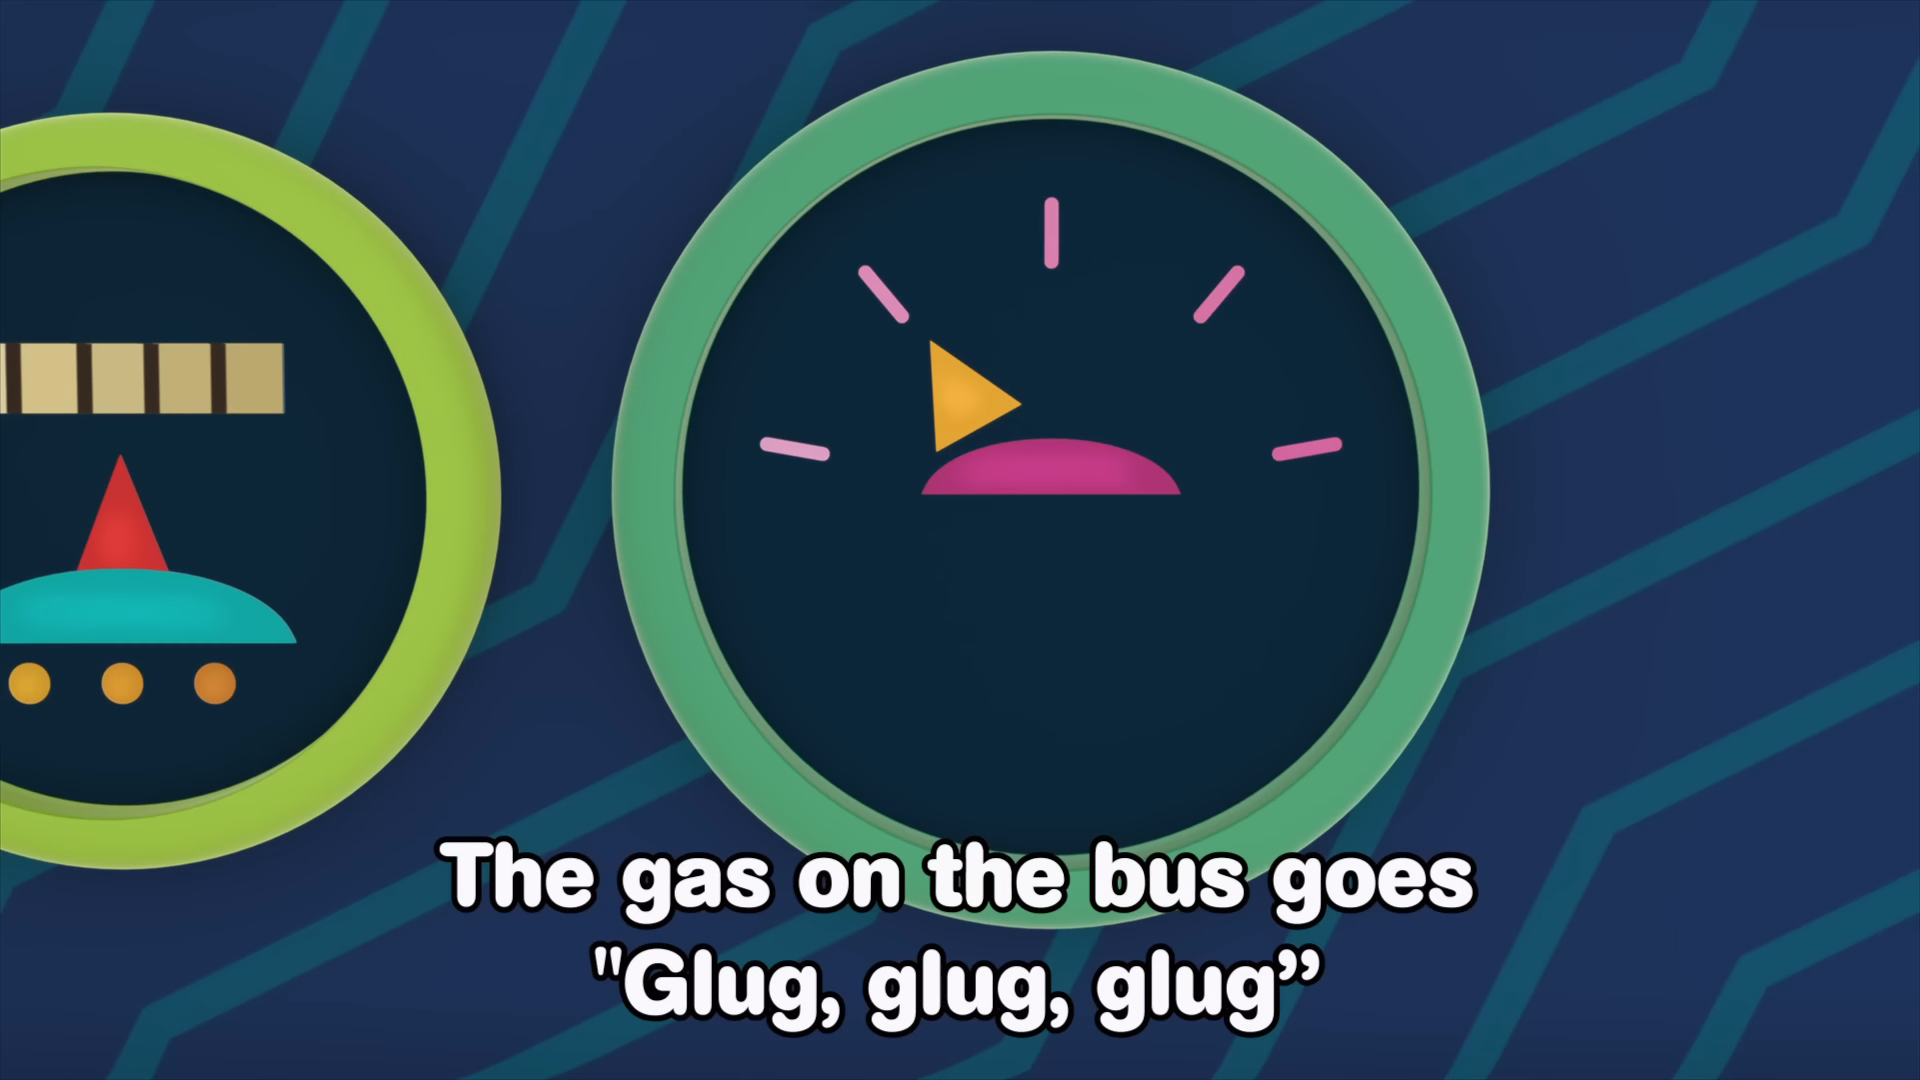 The gas on the bus goes
"Glug, glug, glug”